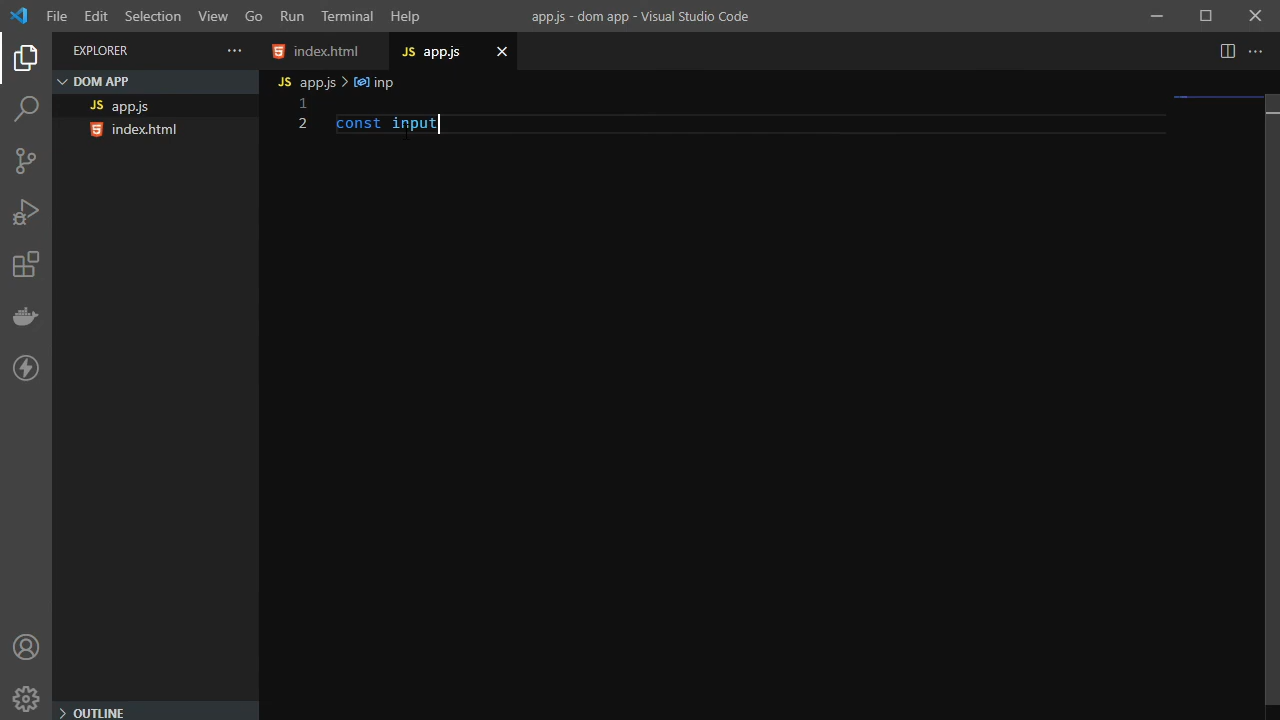 File Edit Selection View Go Run Terminal Help app.js - dom app - Visual Studio Code
EXPLORER
index.html
JS app.js
DOM APP
JS app.js > inp
JS app.js
index.html
1
2 const input
OUTLINE